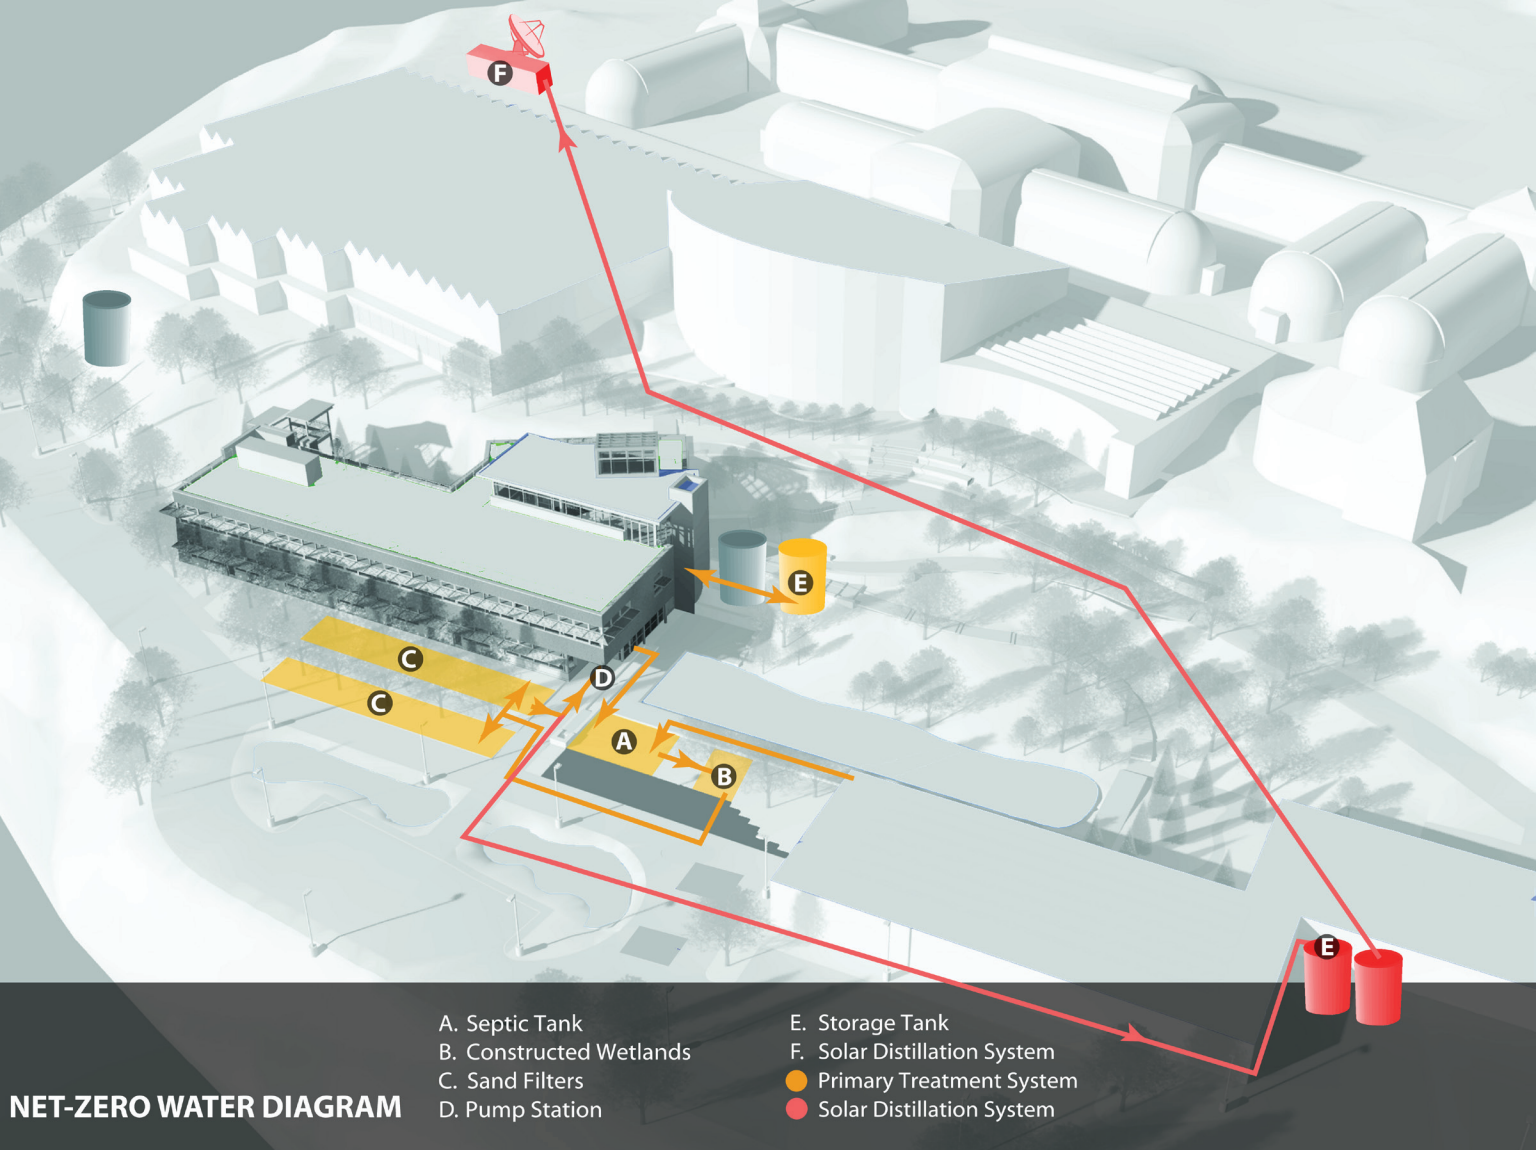 F
E
C
D
C
A
B
E
A. Septic Tank
B. Constructed Wetlands
C. Sand Filters
D. Pump Station
E. Storage Tank
F. Solar Distillation System
Primary Treatment System
Solar Distillation System
NET-ZERO WATER DIAGRAM